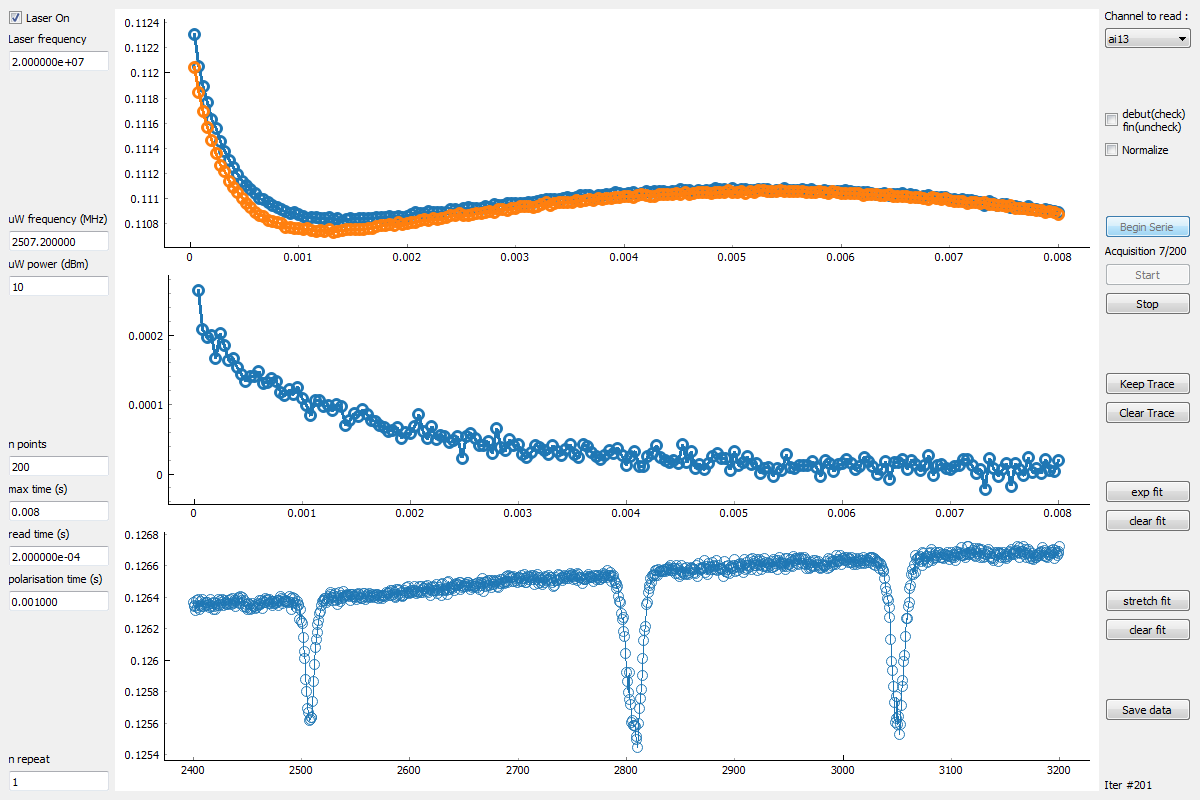 Laser On
Laser frequency
2.000000e+07
uW frequency (MHz)
2507.200000
uW power (dBm)
10
n points
200
max time (s)
0.008
read time (s)
2.000000e-04
polarisation time (s)
0.001000
n repeat
1
0.1124
0.1122
0.112
0.1118
0.1116
0.1114
0.1112
0.111
0.1108
0 0.001 0.002 0.003 0.004 0.005 0.006 0.007 0.008
0.0002
0.0001
0
0 0.001 0.002 0.003 0.004 0.005 0.006 0.007 0.008
0.1268
0.1266
0.1264
0.1262
0.126
0.1258
0.1256
0.1254
2400 2500 2600 2700 2800 2900 3000 3100 3200
Channel to read :
ai13
debut(check)
fin(uncheck)
Normalize
Begin Serie
Acquisition 7/200
Start
Stop
Keep Trace
Clear Trace
exp fit
clear fit
stretch fit
clear fit
Save data
Iter #201